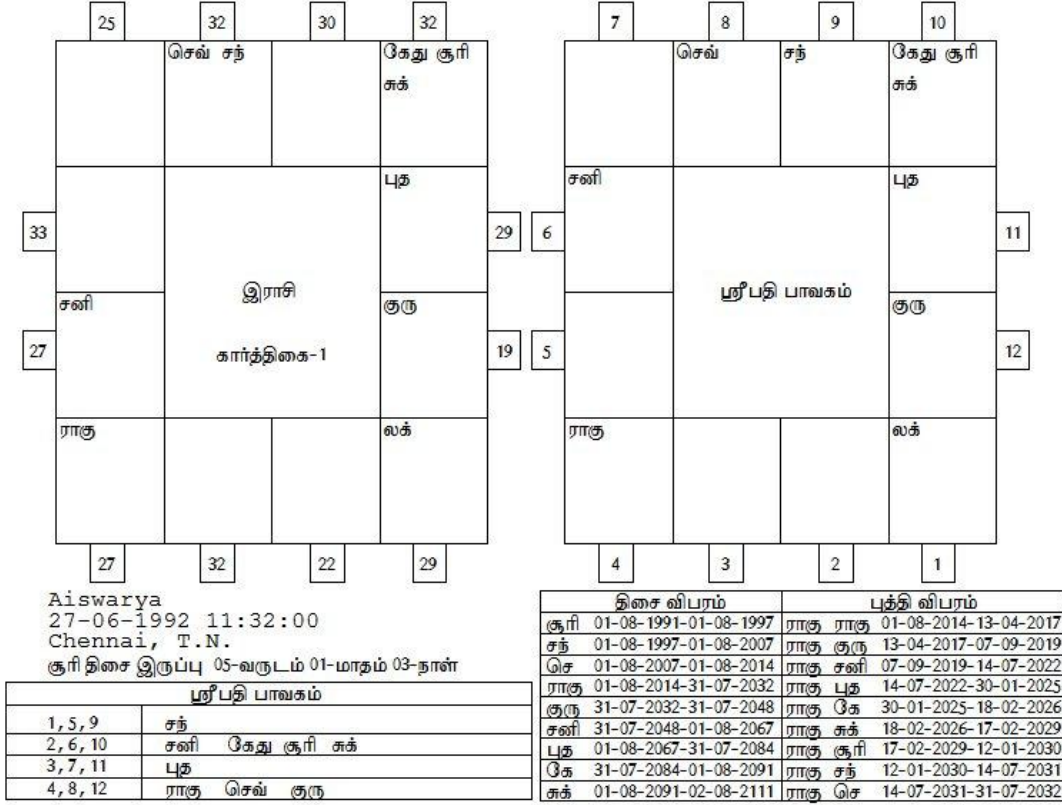 25 32 30 32
செவ் சந் கேது சூரி
சுக்
புத
33 29
இராசி
சனி குரு
27 கார்த்திகை-1 19
ராகு லக்
27 32 22 29
7 8 9 10
செவ் சந் கேது சூரி
சுக்
சனி புத
6 11
ஸ்ரீபதி பாவகம்
குரு
5 12
ராகு லக்
4 3 2 1
Aiswarya
27-06-1992 11:32:00
Chennai, T.N.
சூரி திசை இருப்பு 05-வருடம் 01-மாதம் 03-நாள்
ஸ்ரீபதி பாவகம்
1, 5, 9 சந்
2, 6, 10 சனி கேது சூரி சுக்
3, 7, 11 புத
4, 8, 12 ராகு செவ் குரு
திசை விபரம் புத்தி விபரம்
சூரி 01-08-1991-01-08-1997 ராகு ராகு 01-08-2014-13-04-2017
சந் 01-08-1997-01-08-2007 ராகு குரு 13-04-2017-07-09-2019
செ 01-08-2007-01-08-2014 ராகு சனி 07-09-2019-14-07-2022
ராகு 01-08-2014-31-07-2032 ராகு புத 14-07-2022-30-01-2025
குரு 31-07-2032-31-07-2048 ராகு கே 30-01-2025-18-02-2026
சனி 31-07-2048-01-08-2067 ராகு சுக் 18-02-2026-17-02-2029
புத 01-08-2067-31-07-2084 ராகு சூரி 17-02-2029-12-01-2030
கே 31-07-2084-01-08-2091 ராகு சந் 12-01-2030-14-07-2031
சுக் 01-08-2091-02-08-2111 ராகு செ 14-07-2031-31-07-2032